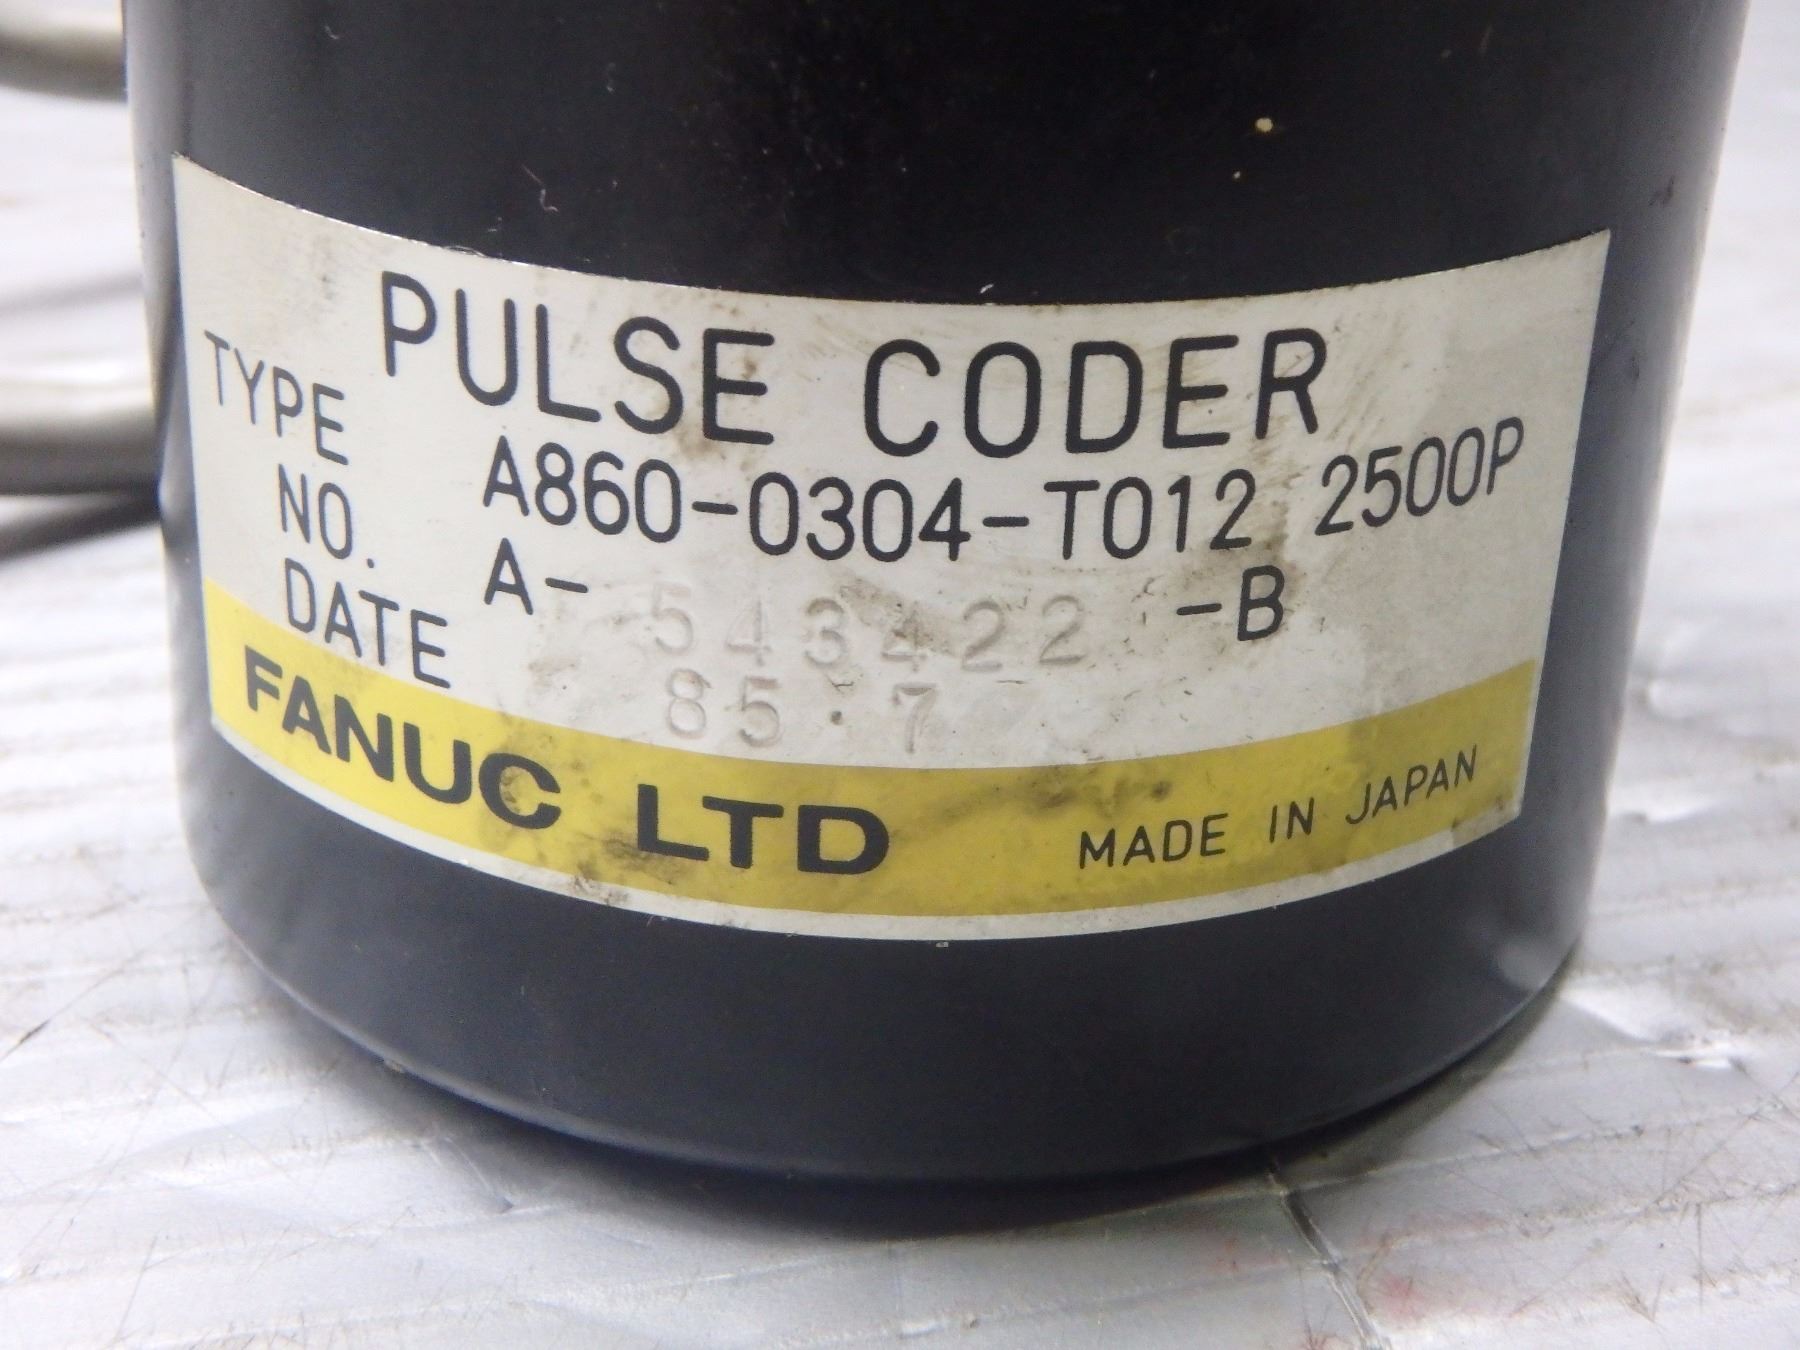 PULSE CODER
TYPE A860-0304-T012 2500P
NO. A- 543422 -B
DATE 85.7
FANUC LTD MADE IN JAPAN